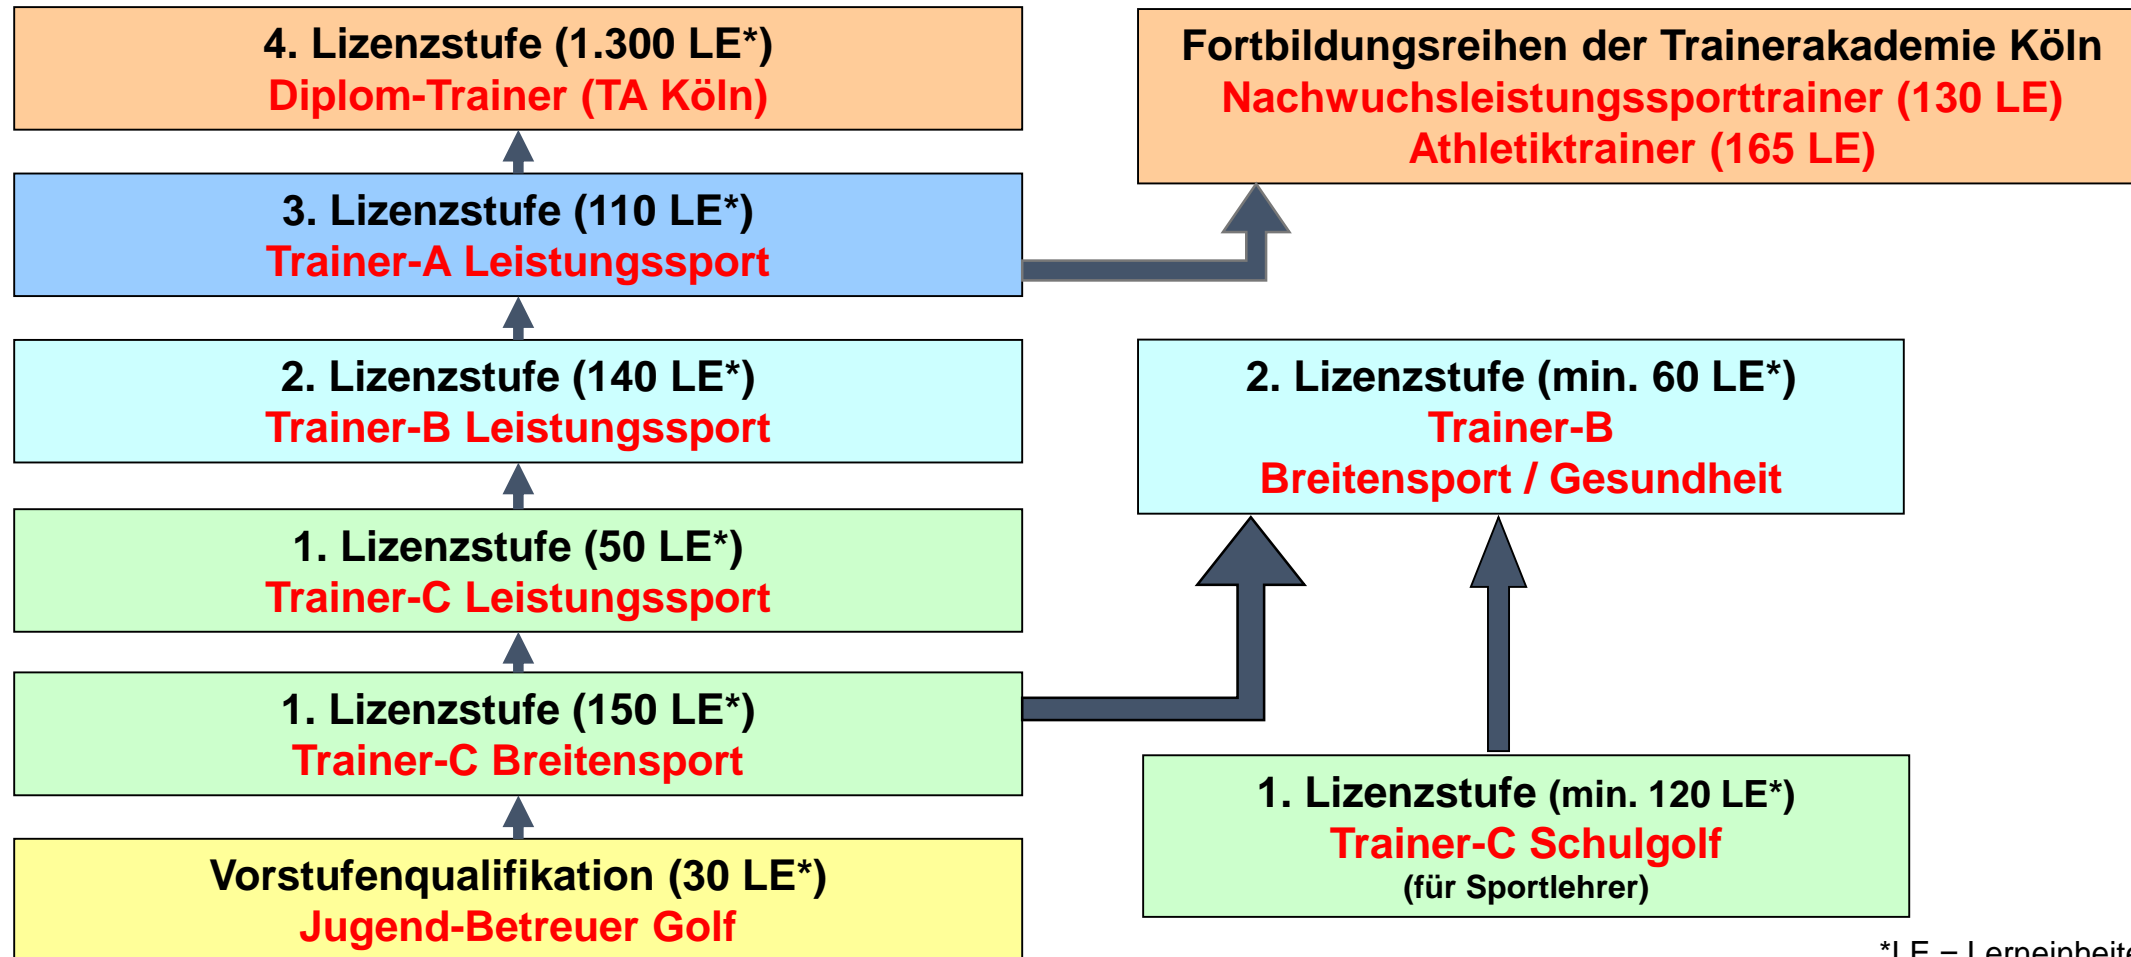 4. Lizenzstufe (1.300 LE*)
Diplom-Trainer (TA Köln)
Fortbildungsreihen der Trainerakademie Köln
Nachwuchsleistungssporttrainer (130 LE)
Athletiktrainer (165 LE)
3. Lizenzstufe (110 LE*)
Trainer-A Leistungssport
2. Lizenzstufe (140 LE*)
Trainer-B Leistungssport
2. Lizenzstufe (min. 60 LE*)
Trainer-B
Breitensport / Gesundheit
1. Lizenzstufe (50 LE*)
Trainer-C Leistungssport
1. Lizenzstufe (150 LE*)
Trainer-C Breitensport
1. Lizenzstufe (min. 120 LE*)
Trainer-C Schulgolf
(für Sportlehrer)
Vorstufenqualifikation (30 LE*)
Jugend-Betreuer Golf
*LE =